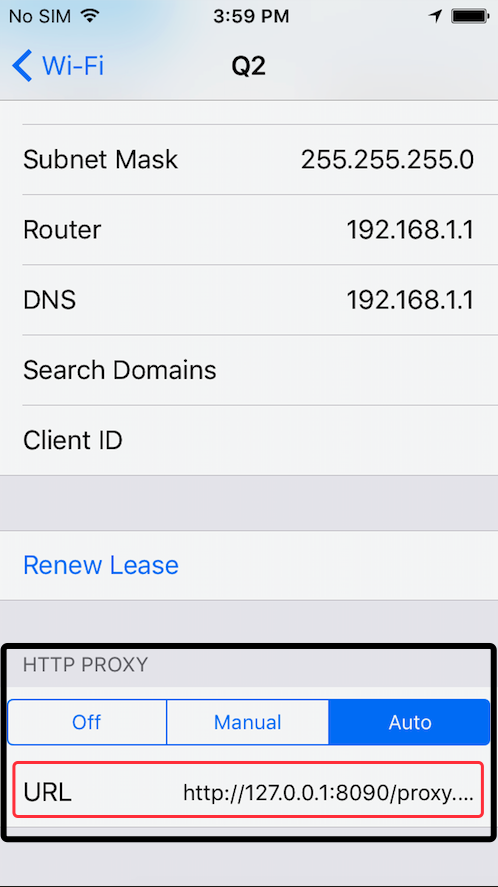 No SIM 3:59 PM
Wi-Fi Q2
Subnet Mask 255.255.255.0
Router 192.168.1.1
DNS 192.168.1.1
Search Domains
Client ID
Renew Lease
HTTP PROXY
Off Manual Auto
URL http://127.0.0.1:8090/proxy....